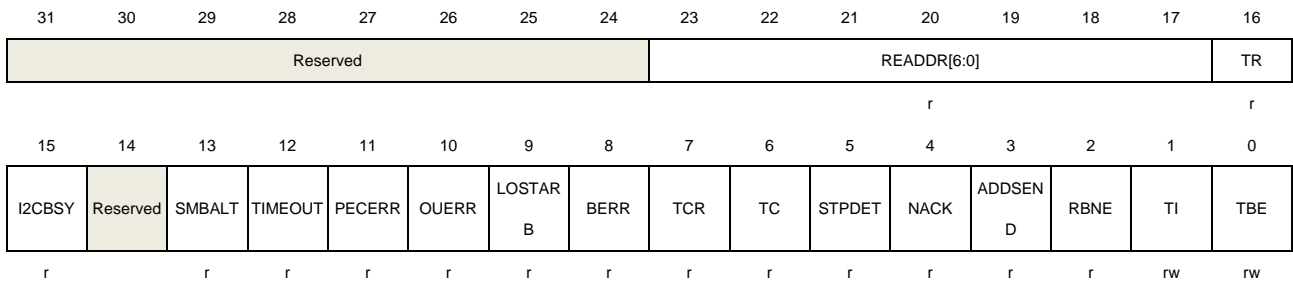 31 30 29 28 27 26 25 24 23 22 21 20 19 18 17 16
Reserved READDR[6:0] TR
r r
15 14 13 12 11 10 9 8 7 6 5 4 3 2 1 0
I2CBSY Reserved SMBALT TIMEOUT PECERR OUERR LOSTAR
B BERR TCR TC STPDET NACK ADDSEN
D RBNE TI TBE
r r r r r r r r r r r r r rw rw